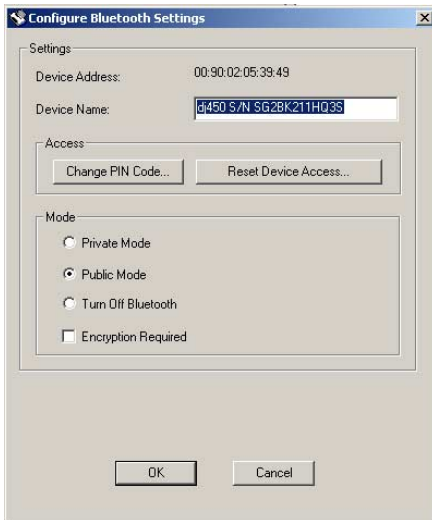 Configure Bluetooth Settings
Settings
Device Address: 00:90:02:05:39:49
Device Name: dj450 S/N SG2BK211HQ3S
Access
Change PIN Code... Reset Device Access...
Mode
Private Mode
Public Mode
Turn Off Bluetooth
Encryption Required
OK Cancel